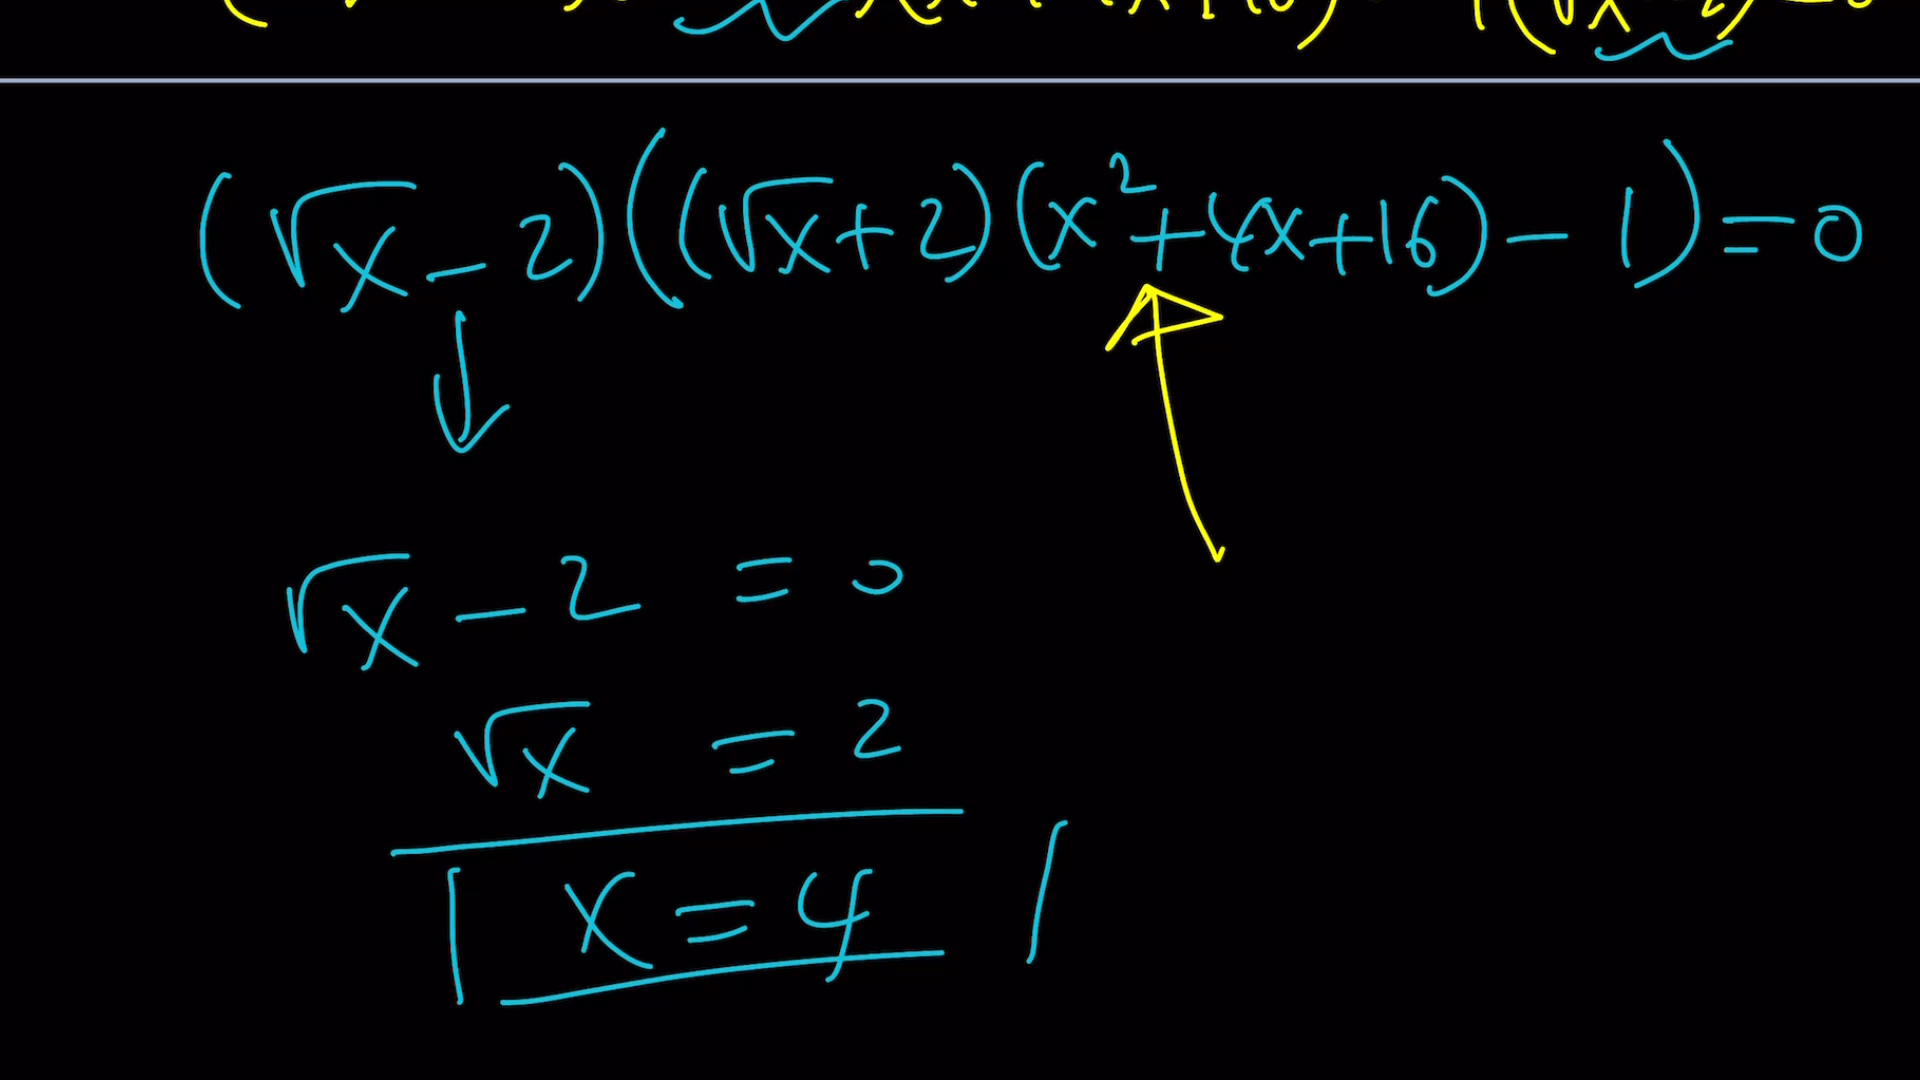 (√x - 2)((√x + 2)(x² + 4x + 16) - 1) = 0
√x - 2 = 0
√x = 2
x = 4